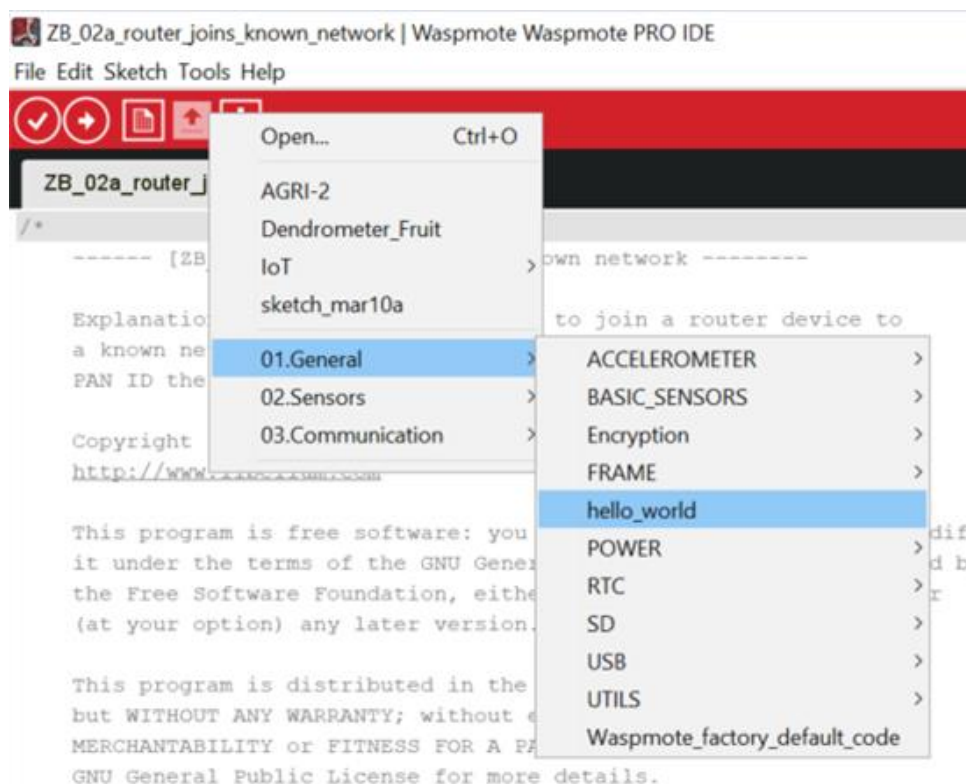 ZB_02a_router_joins_known_network | Waspmote Waspmote PRO IDE
File Edit Sketch Tools Help
ZB_02a_router_j
Open... Ctrl+O
AGRI-2
Dendrometer_Fruit
IoT >
sketch_mar10a
01.General >
02.Sensors >
03.Communication >
ACCELEROMETER >
BASIC_SENSORS >
Encryption >
FRAME >
hello_world
POWER >
RTC >
SD >
USB >
UTILS >
Waspmote_factory_default_code
/*
------ [ZB own network --------
Explanatio to join a router device to
a known ne
PAN ID the
Copyright
http://www.
This program is free software: you dif
it under the terms of the GNU Gener d b
the Free Software Foundation, eithe r
(at your option) any later version.
This program is distributed in the
but WITHOUT ANY WARRANTY; without e
MERCHANTABILITY or FITNESS FOR A PA
GNU General Public License for more details.